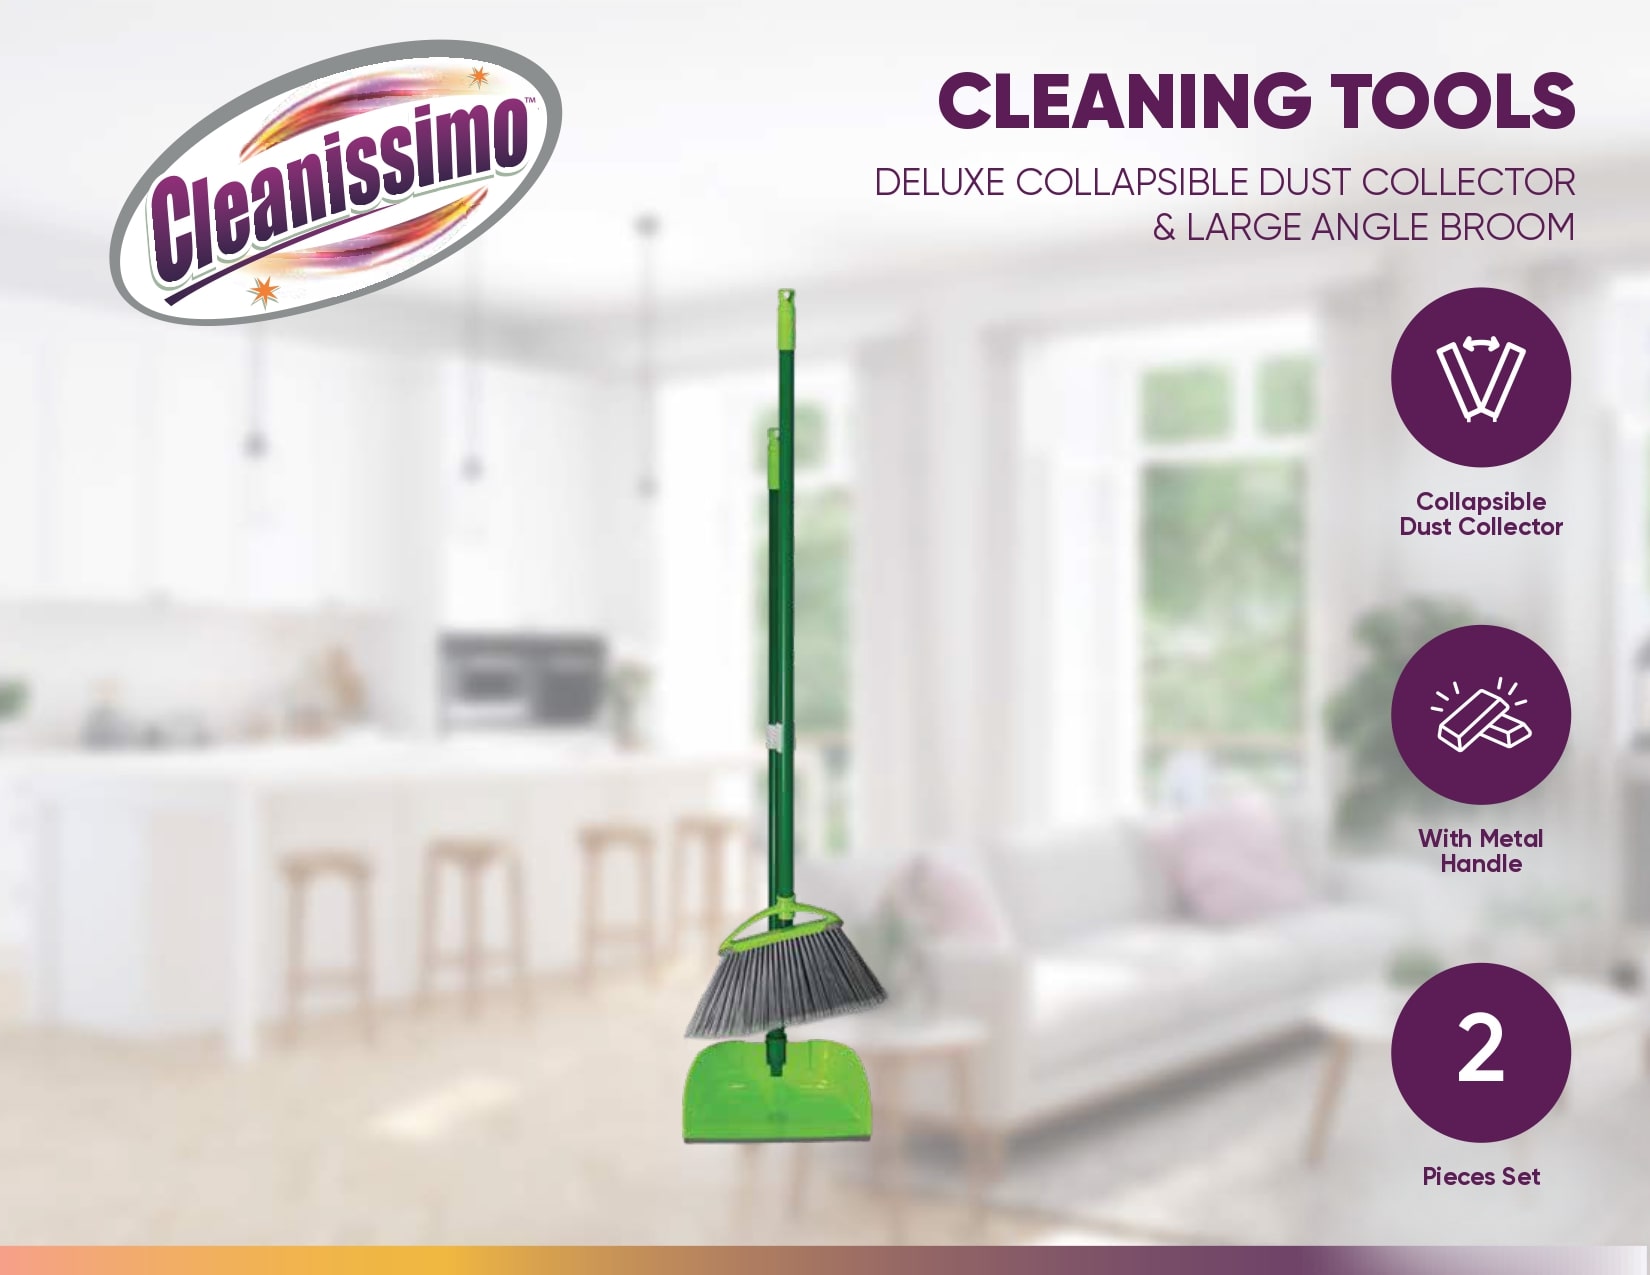 Cleanissimo™
CLEANING TOOLS
DELUXE COLLAPSIBLE DUST COLLECTOR
& LARGE ANGLE BROOM
Collapsible
Dust Collector
With Metal
Handle
2
Pieces Set